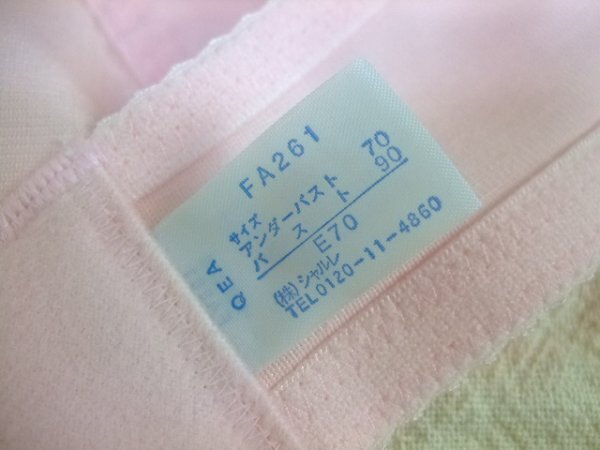 FA261
サイズ
アンダーバスト 70
バスト 90
E70
QEA
(株)シャルレ
TEL0120-11-4860